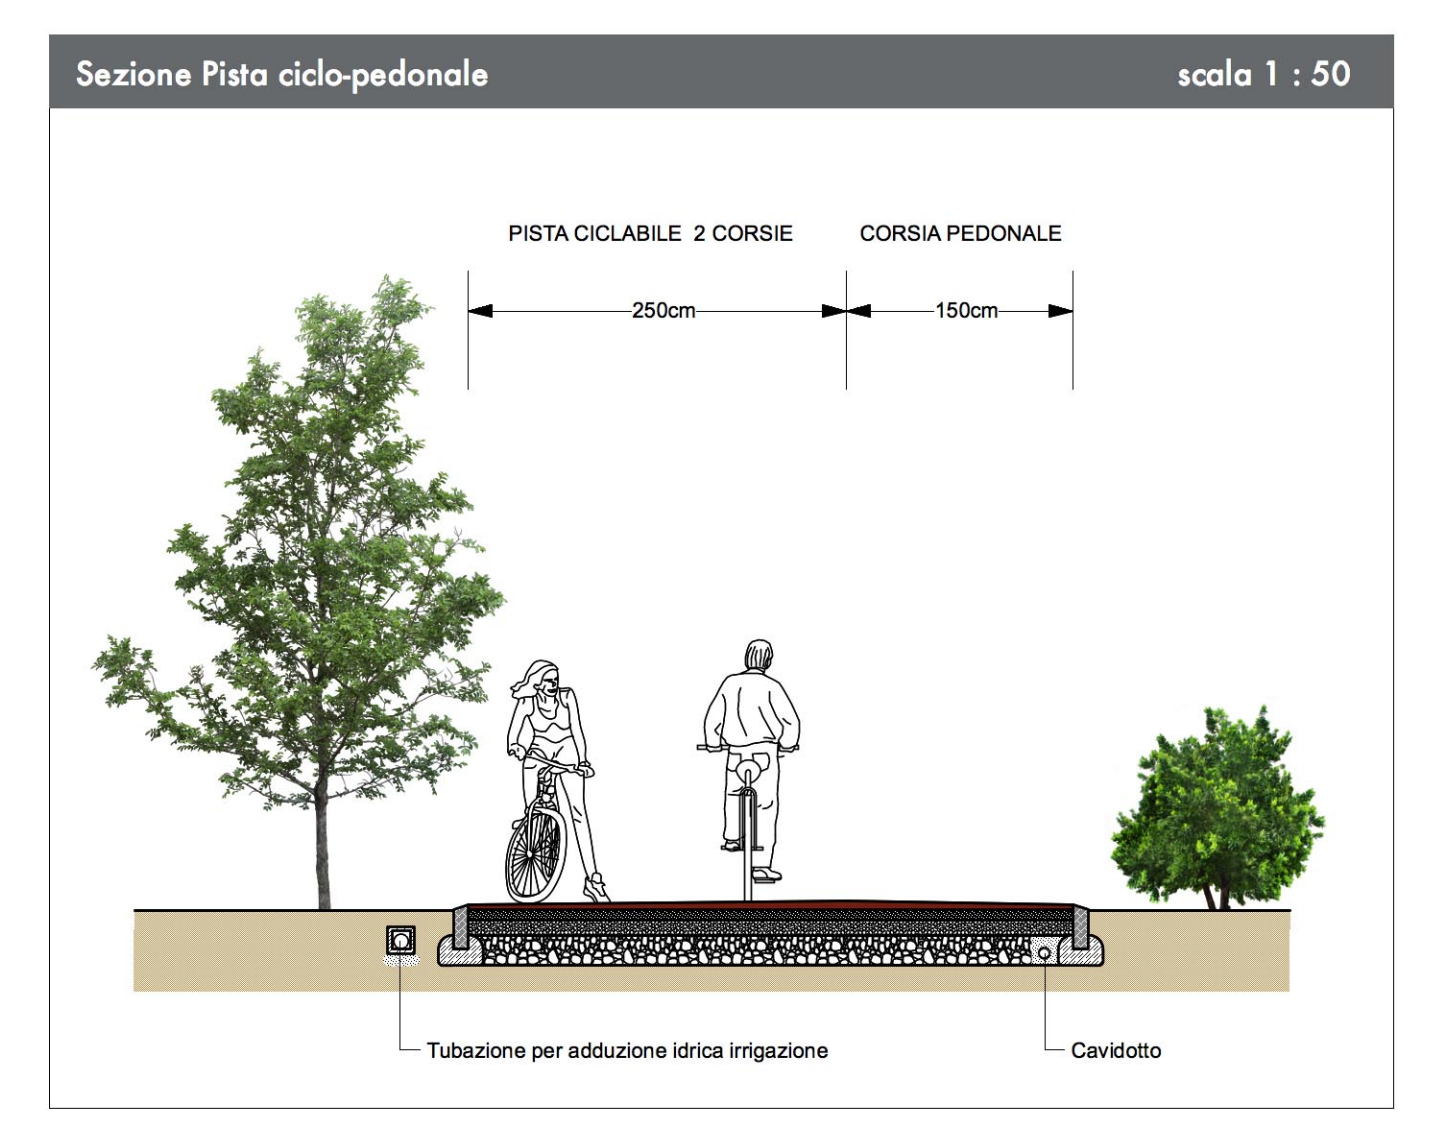 Sezione Pista ciclo-pedonale scala 1 : 50
PISTA CICLABILE 2 CORSIE CORSIA PEDONALE
250cm 150cm
Tubazione per adduzione idrica irrigazione Cavidotto